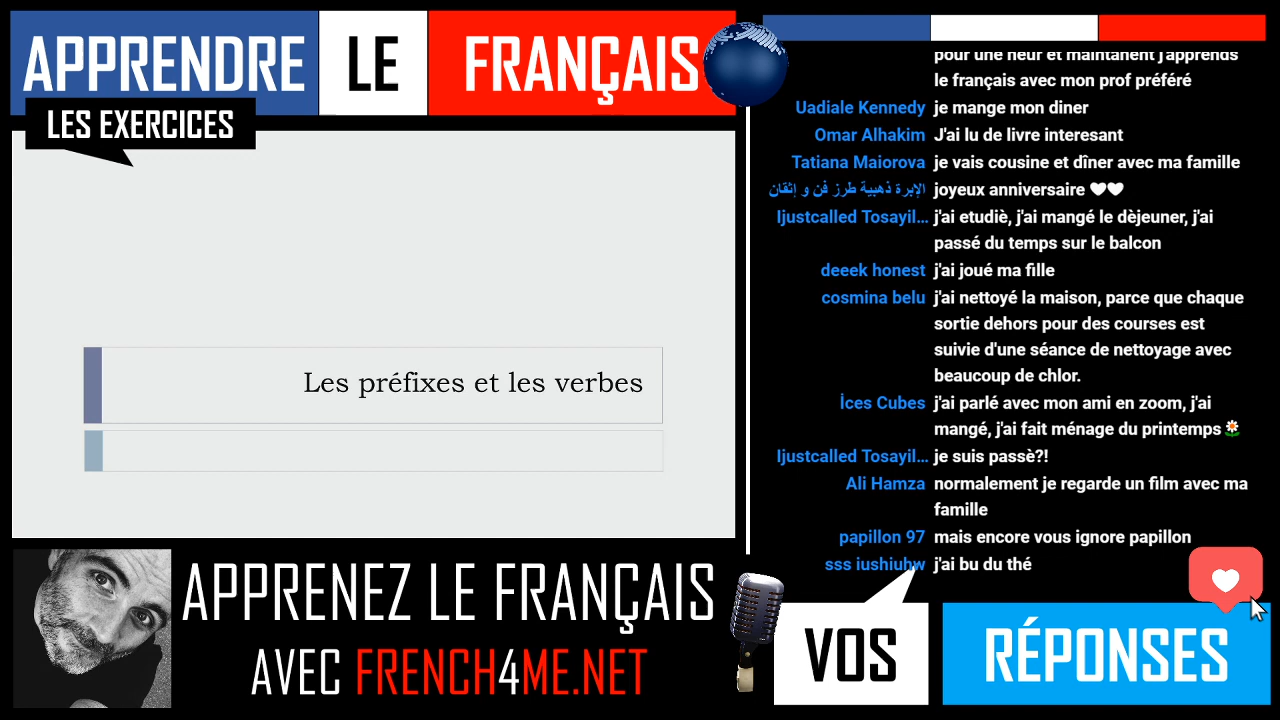 APPRENDRE LE FRANÇAIS
LES EXERCICES
Les préfixes et les verbes
APPRENEZ LE FRANÇAIS
AVEC FRENCH4ME.NET
pour une heur et maintanent j'apprends
le français avec mon prof préféré
Uadiale Kennedy je mange mon diner
Omar Alhakim J'ai lu de livre interesant
Tatiana Maiorova je vais cousine et dîner avec ma famille
الإبرة ذهبية طرز فن و إتقان joyeux anniversaire 🤍🤍
Ijustcalled Tosayil... j'ai etudiè, j'ai mangé le dèjeuner, j'ai
passé du temps sur le balcon
deeek honest j'ai joué ma fille
cosmina belu j'ai nettoyé la maison, parce que chaque
sortie dehors pour des courses est
suivie d'une séance de nettoyage avec
beaucoup de chlor.
İces Cubes j'ai parlé avec mon ami en zoom, j'ai
mangé, j'ai fait ménage du printemps🌼
Ijustcalled Tosayil... je suis passè?!
Ali Hamza normalement je regarde un film avec ma
famille
papillon 97 mais encore vous ignore papillon
sss iushiuhw j'ai bu du thé
VOS RÉPONSES